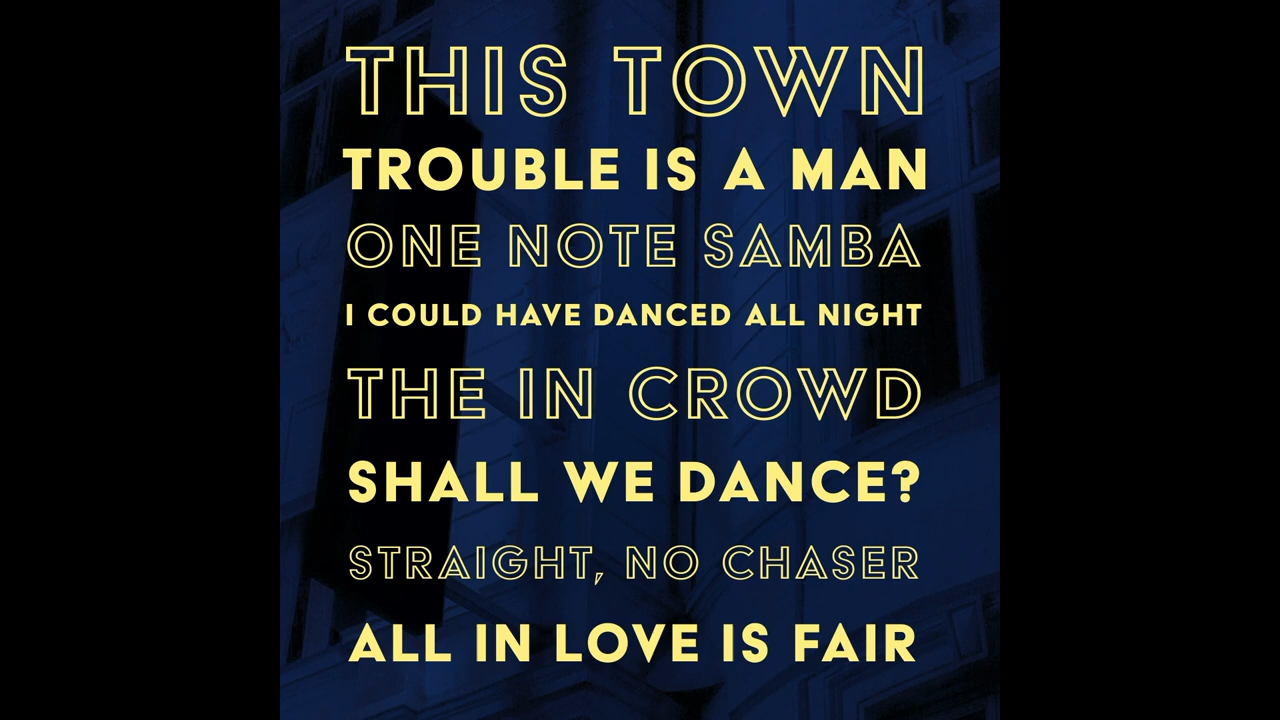 THIS TOWN
TROUBLE IS A MAN
ONE NOTE SAMBA
I COULD HAVE DANCED ALL NIGHT
THE IN CROWD
SHALL WE DANCE?
STRAIGHT, NO CHASER
ALL IN LOVE IS FAIR